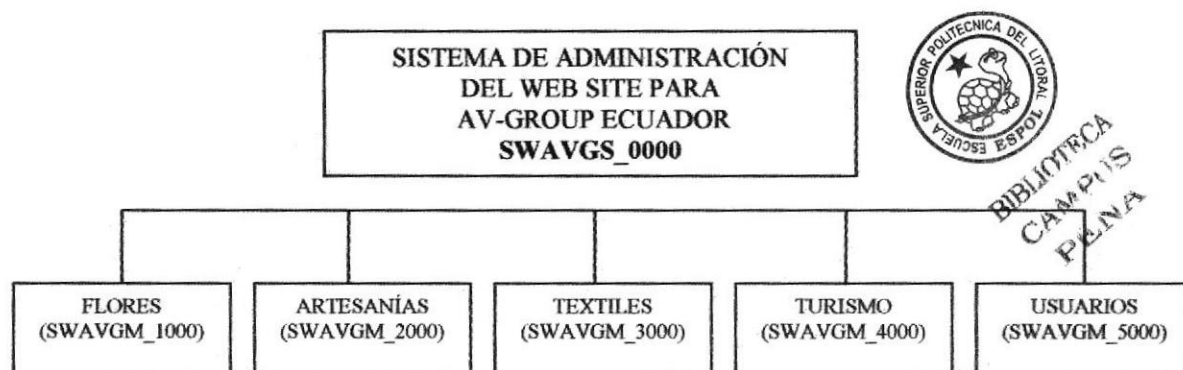 SISTEMA DE ADMINISTRACIÓN
DEL WEB SITE PARA
AV-GROUP ECUADOR
SWAVGS_0000
ESCUELA SUPERIOR POLITECNICA DEL LITORAL
ESPOL
BIBLIOTECA
CAMPUS
PEÑA
FLORES
(SWAVGM_1000)
ARTESANÍAS
(SWAVGM_2000)
TEXTILES
(SWAVGM_3000)
TURISMO
(SWAVGM_4000)
USUARIOS
(SWAVGM_5000)